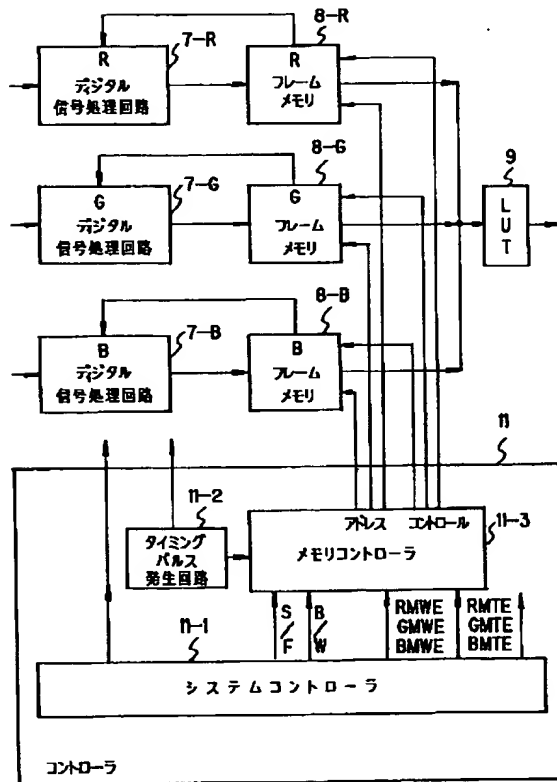 8-R
7-R
R
ディジタル
信号処理回路
R
フレーム
メモリ
8-G
7-G
9
G
ディジタル
信号処理回路
G
フレーム
メモリ
LUT
8-B
7-B
B
ディジタル
信号処理回路
B
フレーム
メモリ
11
11-2
アドレス
コントロール
11-3
タイミング
パルス
発生回路
メモリコントローラ
11-1
S/F
B/W
RMWE
GMWE
BMWE
RMTE
GMTE
BMTE
システムコントローラ
コントローラ